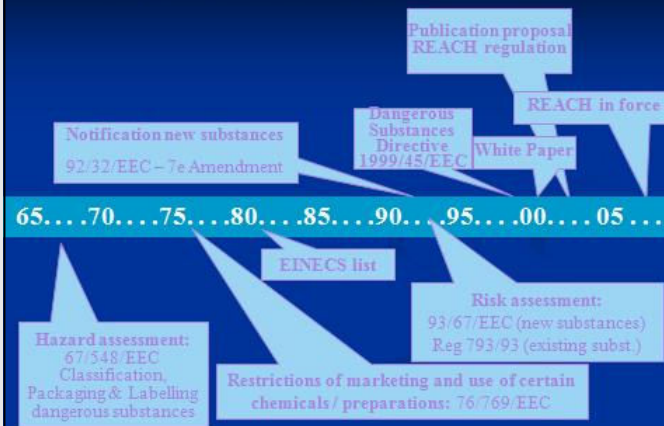 Publication proposal
REACH regulation
REACH in force
Notification new substances
92/32/EEC – 7e Amendment
Dangerous
Substances
Directive
1999/45/EEC
White Paper
65. . . .70. . . .75. . . .80. . . .85. . . .90. . . .95. . . .00. . . . 05 . . .
EINECS list
Hazard assessment:
67/548/EEC
Classification,
Packaging & Labelling
dangerous substances
Restrictions of marketing and use of certain
chemicals / preparations: 76/769/EEC
Risk assessment:
93/67/EEC (new substances)
Reg 793/93 (existing subst.)